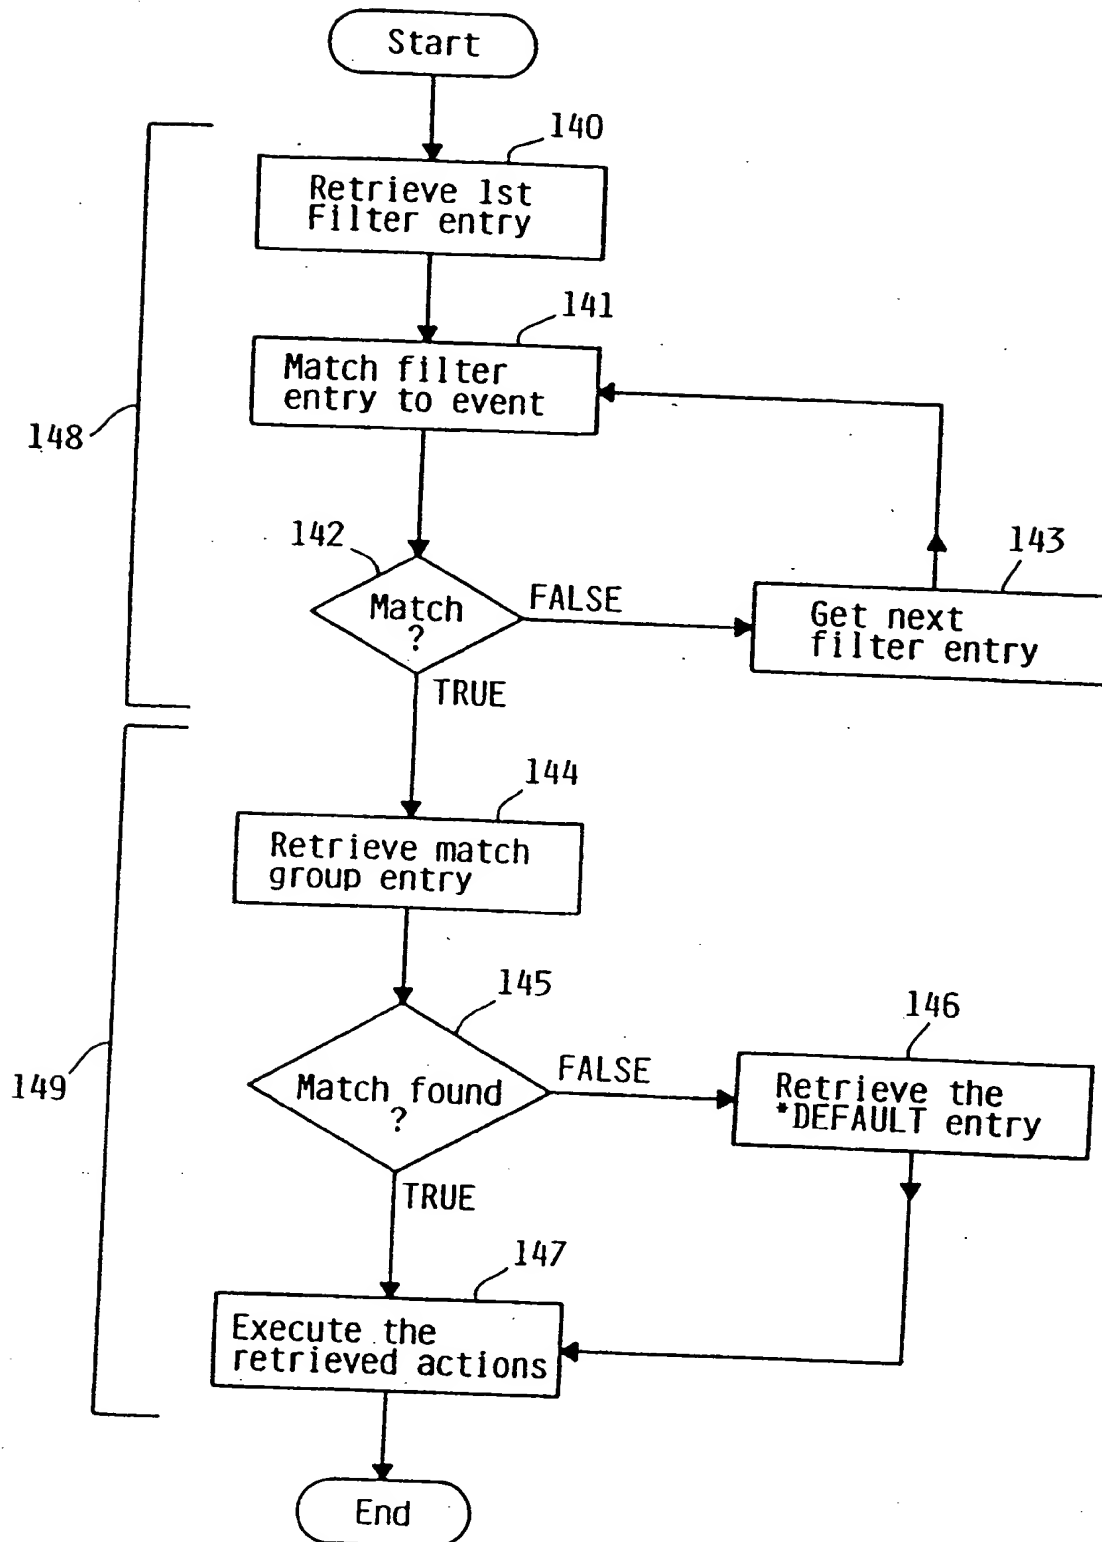 Start
140
Retrieve 1st
Filter entry
141
Match filter
entry to event
148
142
Match
?
FALSE
143
Get next
filter entry
TRUE
144
Retrieve match
group entry
145
Match found
?
FALSE
146
Retrieve the
*DEFAULT entry
149
TRUE
147
Execute the
retrieved actions
End